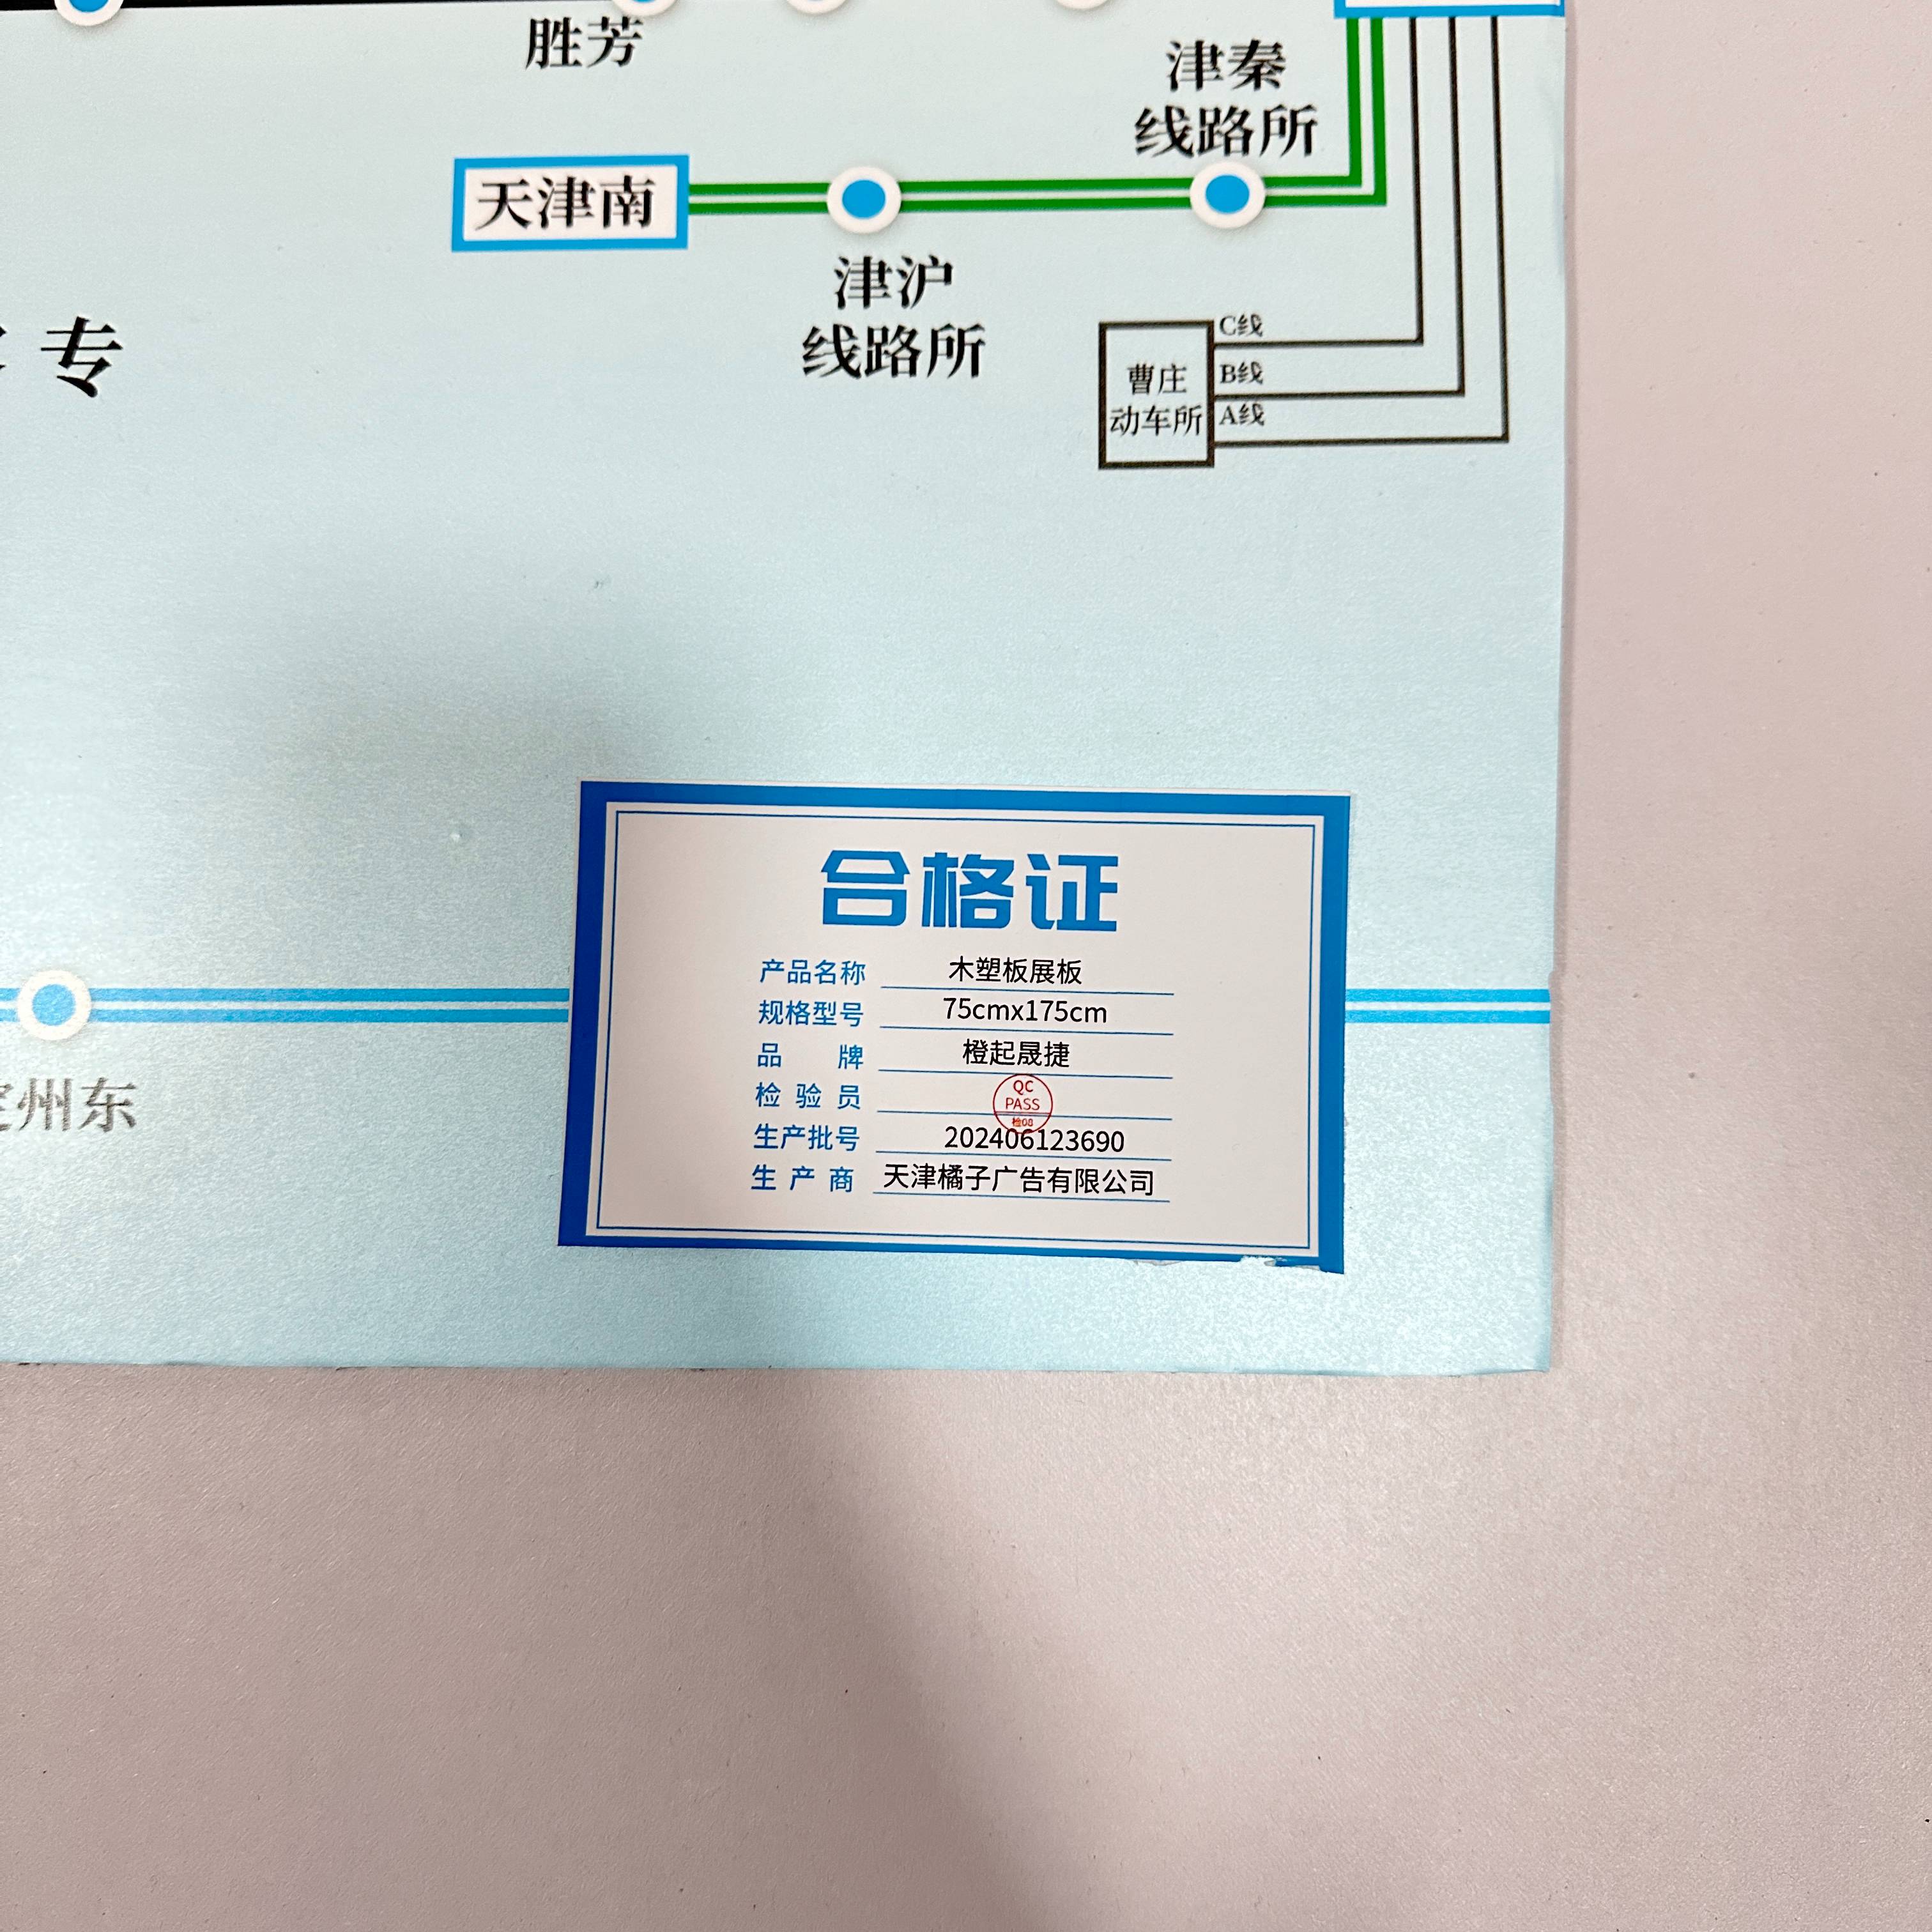 胜芳
津秦
线路所
天津南
津沪
线路所
专
C线
B线
A线
曹庄
动车所
州东
合格证
产品名称 木塑板展板
规格型号 75cmx175cm
品牌 橙起晟捷
检验员
QC
PASS
检08
生产批号 202406123690
生产商 天津橘子广告有限公司